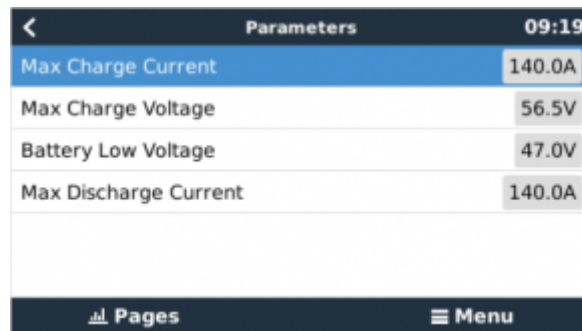 Parameters 09:19
Max Charge Current 140.0A
Max Charge Voltage 56.5V
Battery Low Voltage 47.0V
Max Discharge Current 140.0A
Pages Menu